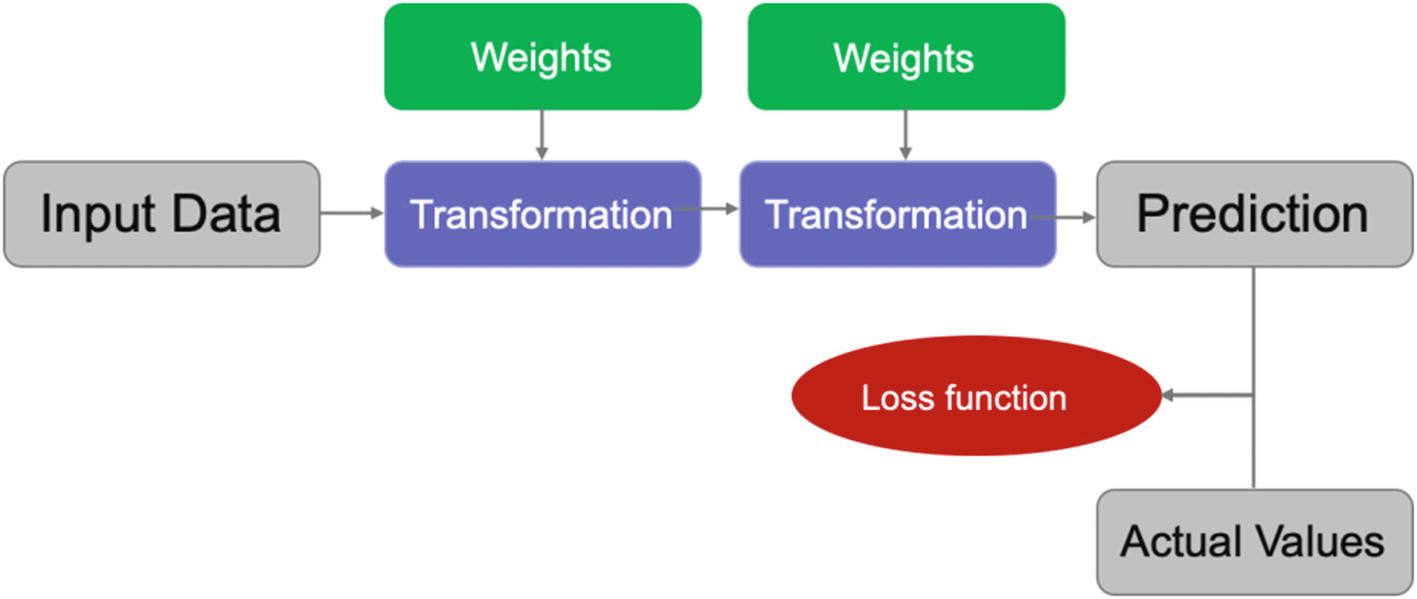 Weights
Weights
Input Data
Transformation
Transformation
Prediction
Loss function
Actual Values